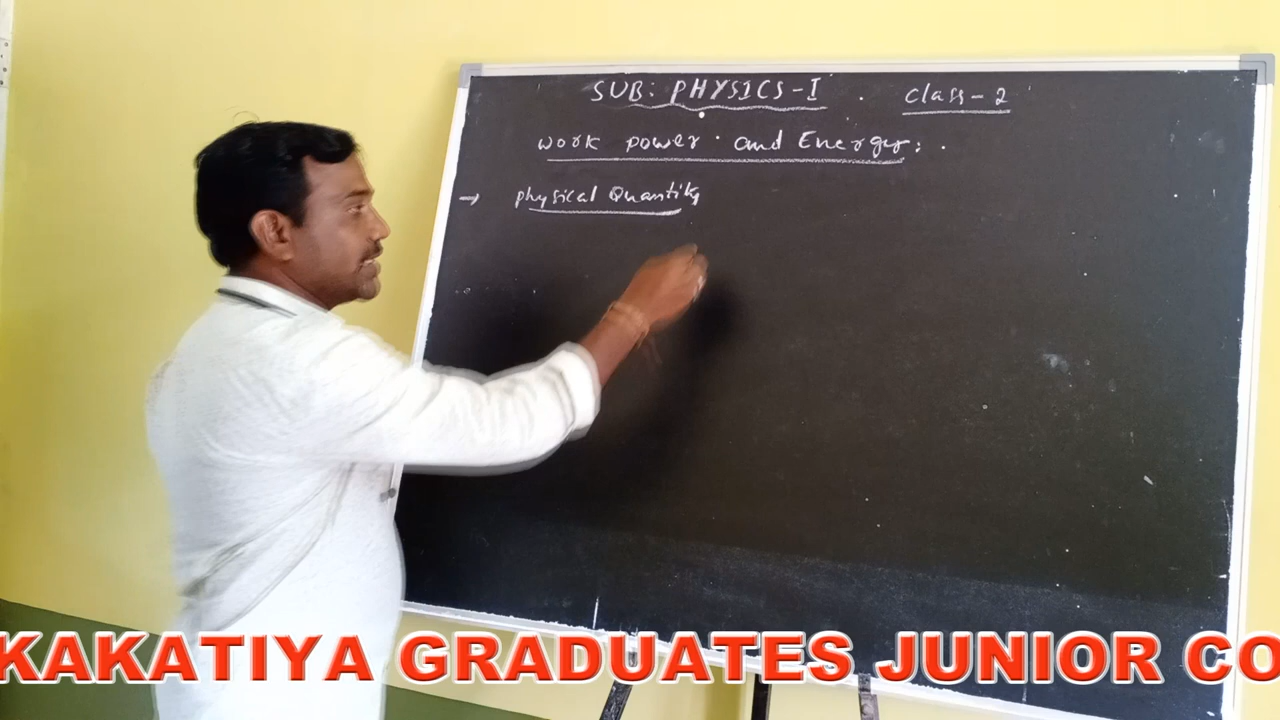 SUB: PHYSICS-I . Class-2
work power and Energy:
→ physical Quantity
KAKATIYA GRADUATES JUNIOR CO